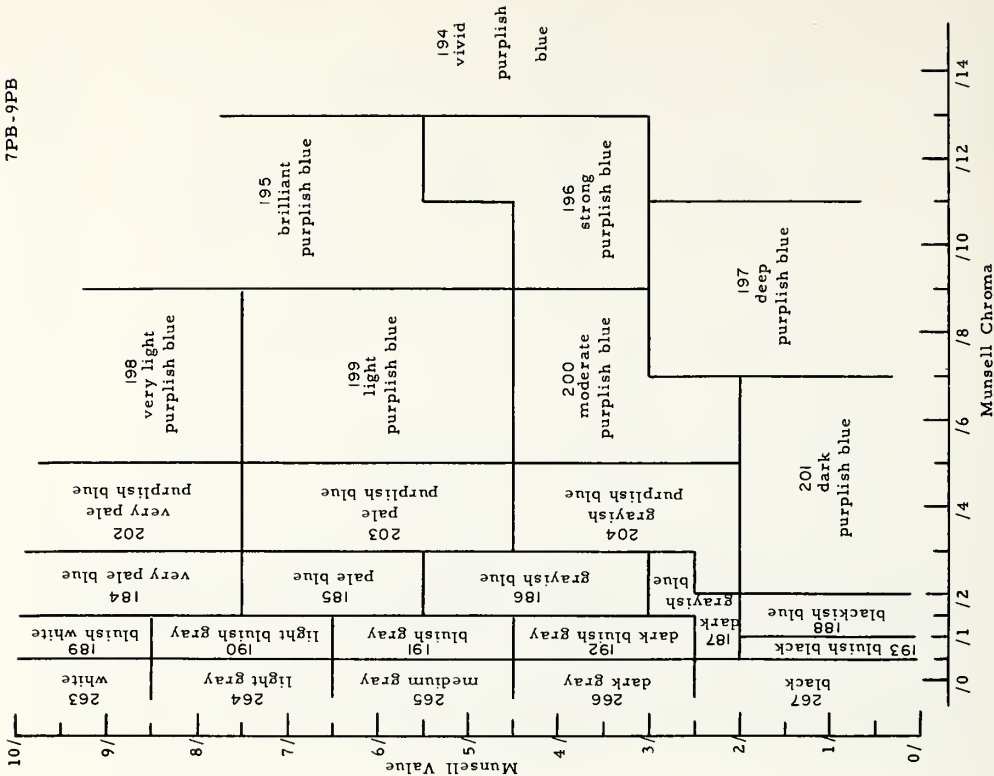 7PB-9PB
194
vivid
purplish
blue
195
brilliant
purplish blue
196
strong
purplish blue
197
deep
purplish blue
198
very light
purplish blue
199
light
purplish blue
200
moderate
purplish blue
201
dark
purplish blue
202
very pale
purplish blue
203
pale
purplish blue
204
grayish
purplish blue
184
very pale blue
185
pale blue
186
grayish blue
187
dark
grayish
blue
188
blackish blue
189
bluish white
190
light bluish gray
191
bluish gray
192
dark bluish gray
193 bluish black
263
white
264
light gray
265
medium gray
266
dark gray
267
black
10/
9/
8/
7/
6/
5/
4/
3/
2/
1/
0/
Munsell Value
/0
/1
/2
/4
/6
/8
/10
/12
/14
Munsell Chroma